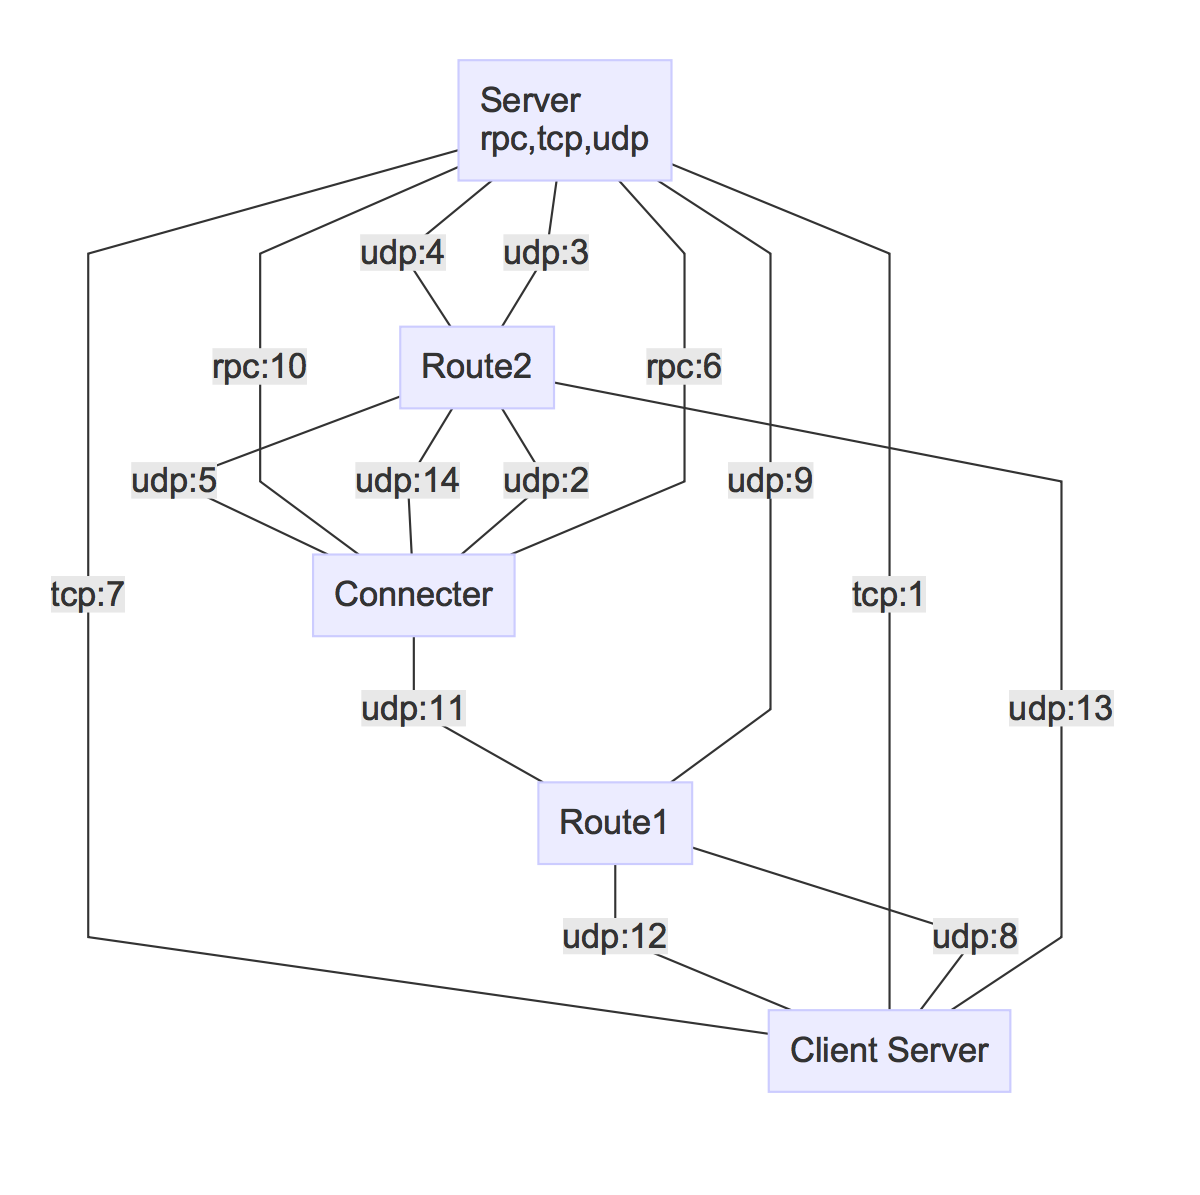 Server
rpc,tcp,udp
udp:4
udp:3
rpc:10
Route2
rpc:6
udp:5
udp:14
udp:2
udp:9
tcp:7
Connecter
tcp:1
udp:11
udp:13
Route1
udp:12
udp:8
Client Server